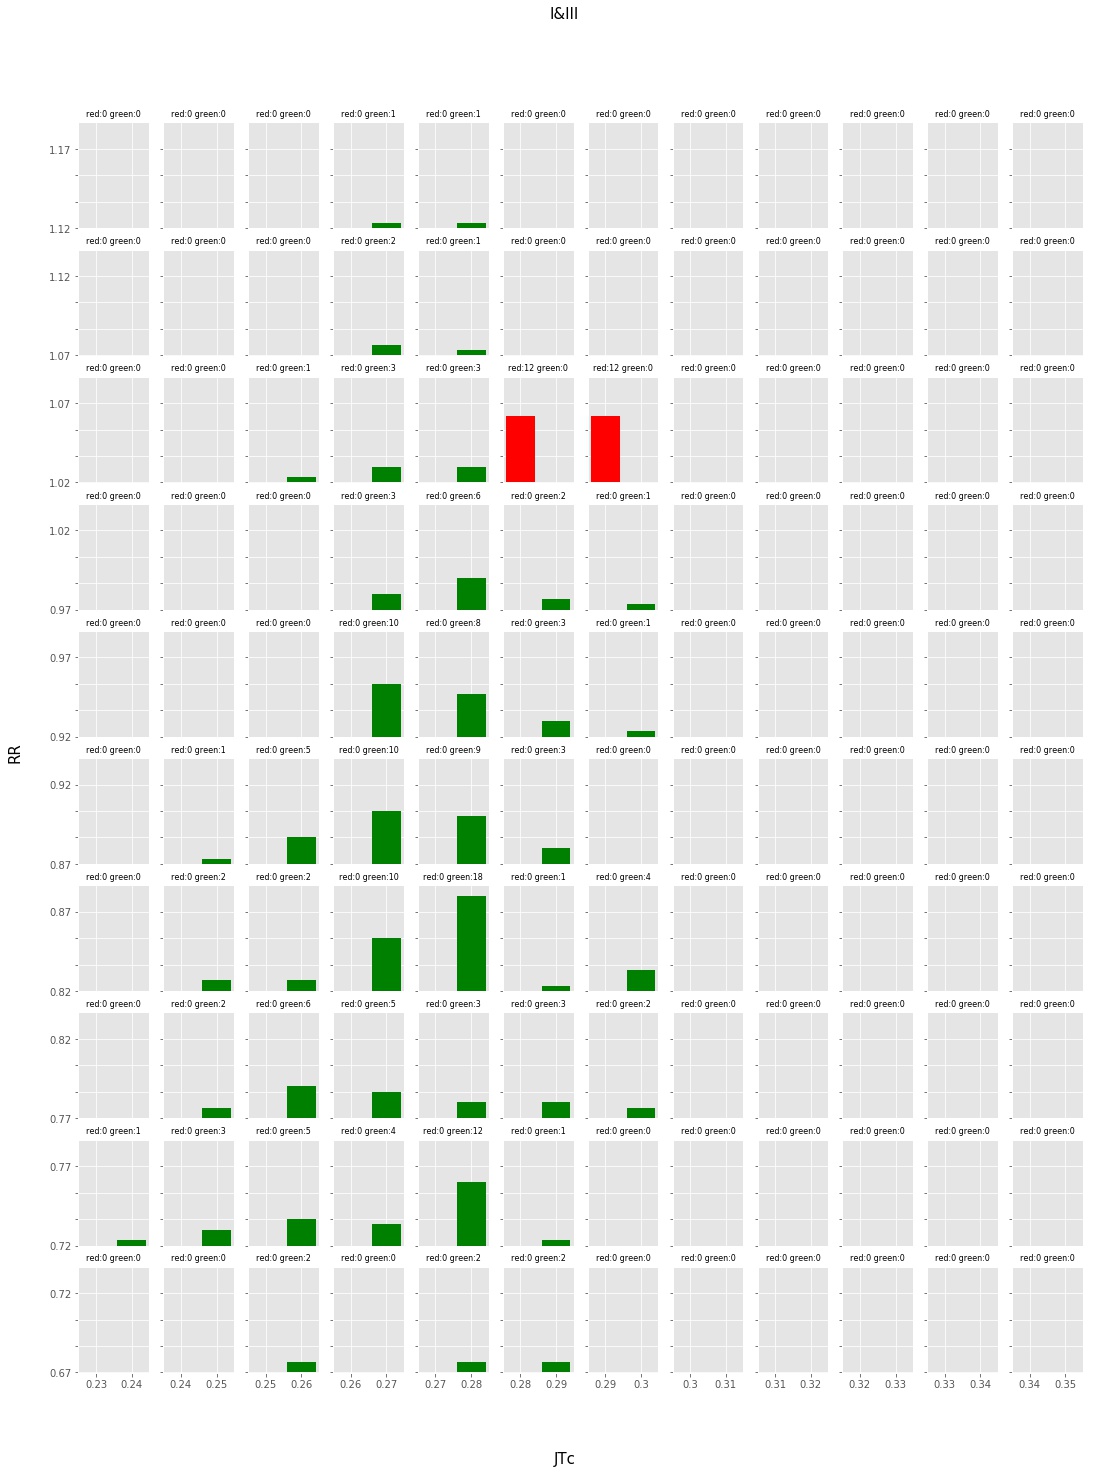 I&III
red:0 green:0 red:0 green:0 red:0 green:0 red:0 green:1 red:0 green:1 red:0 green:0 red:0 green:0 red:0 green:0 red:0 green:0 red:0 green:0 red:0 green:0 red:0 green:0
1.17
1.12
red:0 green:0 red:0 green:0 red:0 green:0 red:0 green:2 red:0 green:1 red:0 green:0 red:0 green:0 red:0 green:0 red:0 green:0 red:0 green:0 red:0 green:0 red:0 green:0
1.12
1.07
red:0 green:0 red:0 green:0 red:0 green:1 red:0 green:3 red:0 green:3 red:12 green:0 red:12 green:0 red:0 green:0 red:0 green:0 red:0 green:0 red:0 green:0 red:0 green:0
1.07
1.02
red:0 green:0 red:0 green:0 red:0 green:0 red:0 green:3 red:0 green:6 red:0 green:2 red:0 green:1 red:0 green:0 red:0 green:0 red:0 green:0 red:0 green:0 red:0 green:0
1.02
0.97
red:0 green:0 red:0 green:0 red:0 green:0 red:0 green:10 red:0 green:8 red:0 green:3 red:0 green:1 red:0 green:0 red:0 green:0 red:0 green:0 red:0 green:0 red:0 green:0
0.97
0.92
RR
red:0 green:0 red:0 green:1 red:0 green:5 red:0 green:10 red:0 green:9 red:0 green:3 red:0 green:0 red:0 green:0 red:0 green:0 red:0 green:0 red:0 green:0 red:0 green:0
0.92
0.87
red:0 green:0 red:0 green:2 red:0 green:2 red:0 green:10 red:0 green:18 red:0 green:1 red:0 green:4 red:0 green:0 red:0 green:0 red:0 green:0 red:0 green:0 red:0 green:0
0.87
0.82
red:0 green:0 red:0 green:2 red:0 green:6 red:0 green:5 red:0 green:3 red:0 green:3 red:0 green:2 red:0 green:0 red:0 green:0 red:0 green:0 red:0 green:0 red:0 green:0
0.82
0.77
red:0 green:1 red:0 green:3 red:0 green:5 red:0 green:4 red:0 green:12 red:0 green:1 red:0 green:0 red:0 green:0 red:0 green:0 red:0 green:0 red:0 green:0 red:0 green:0
0.77
0.72
red:0 green:0 red:0 green:0 red:0 green:2 red:0 green:0 red:0 green:2 red:0 green:2 red:0 green:0 red:0 green:0 red:0 green:0 red:0 green:0 red:0 green:0 red:0 green:0
0.72
0.67
0.23 0.24 0.24 0.25 0.25 0.26 0.26 0.27 0.27 0.28 0.28 0.29 0.29 0.3 0.3 0.31 0.31 0.32 0.32 0.33 0.33 0.34 0.34 0.35
JTc